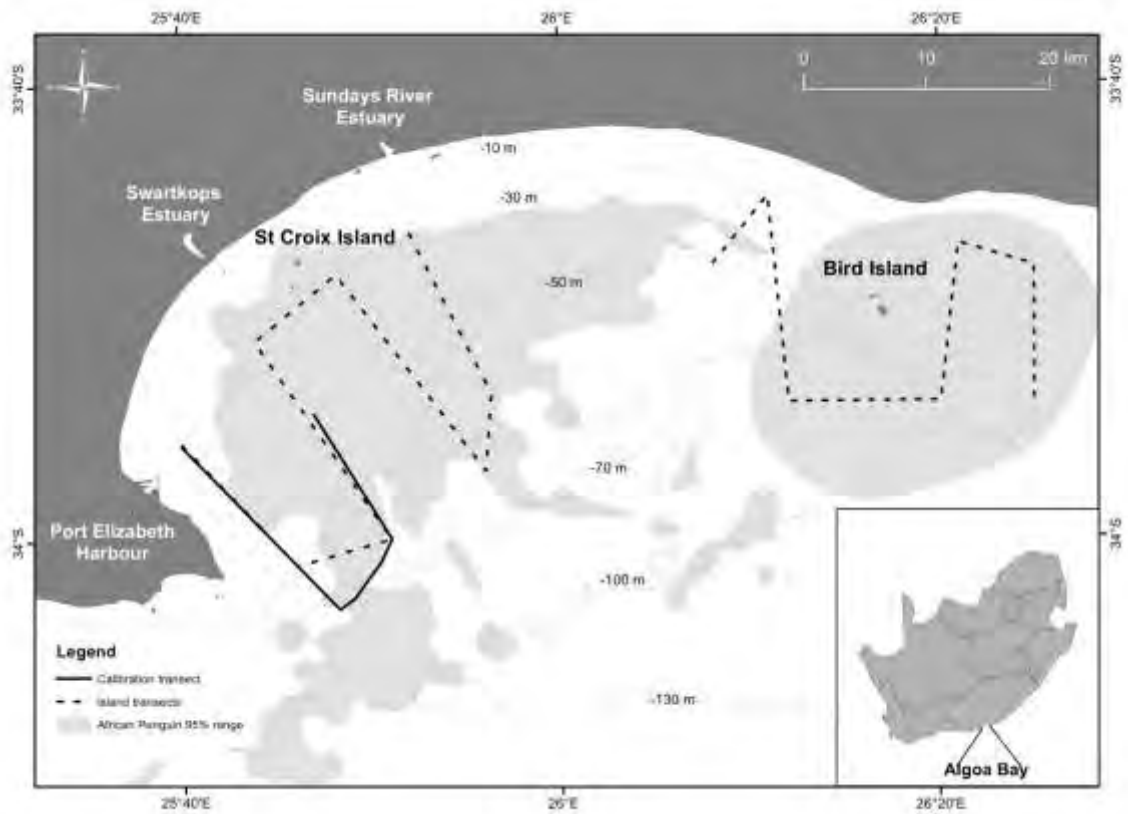 25°40'E
26°E
26°20'E
33°40'S
33°40'S
0 10 20 km
Sundays River
Estuary
-10 m
Swartkops
Estuary
-30 m
St Croix Island
Bird Island
-50 m
-70 m
Port Elizabeth
Harbour
34°S
34°S
-100 m
Legend
Calibration transect
Island transects
African Penguin 95% range
-130 m
Algoa Bay
25°40'E
26°E
26°20'E